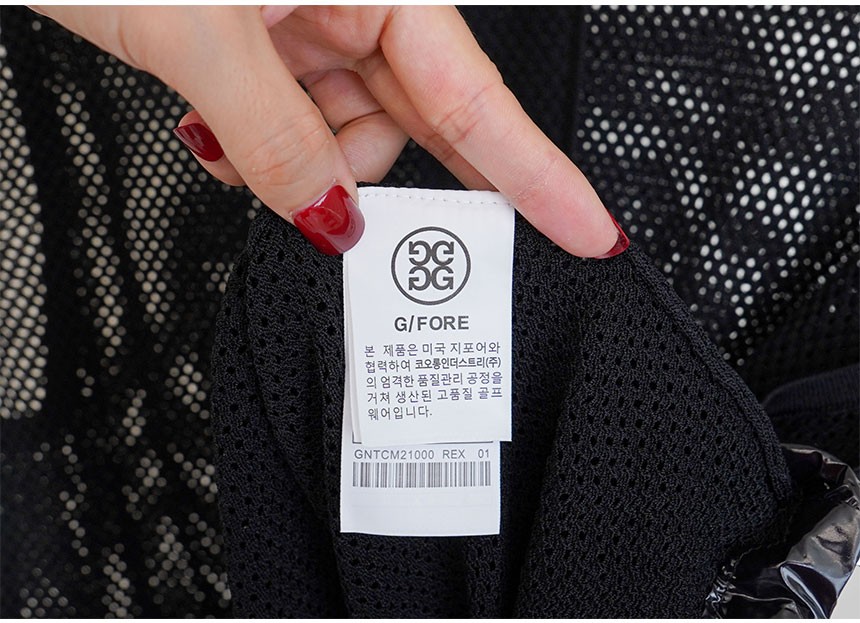 G/FORE
본 제품은 미국 지포어와
협력하여 코오롱인더스트리(주)
의 엄격한 품질관리 공정을
거쳐 생산된 고품질 골프
웨어입니다.
GNTCM21000 REX 01